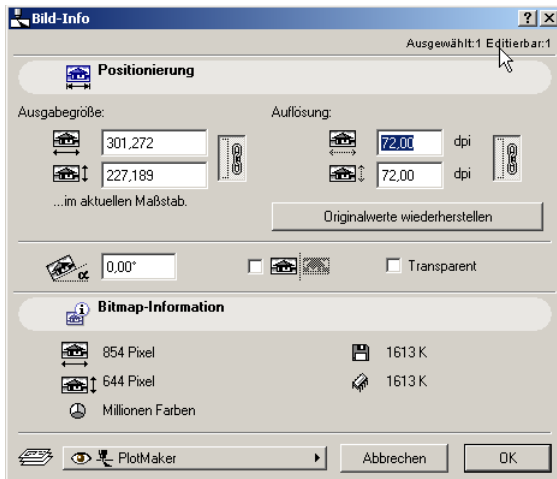 Bild-Info
Ausgewählt:1 Editierbar:1
Positionierung
Ausgabegröße:
Auflösung:
301,272
72,00 dpi
227,189
72,00 dpi
...im aktuellen Maßstab.
Originalwerte wiederherstellen
α
0,00°
Transparent
Bitmap-Information
854 Pixel
1613 K
644 Pixel
1613 K
Millionen Farben
PlotMaker
Abbrechen
OK